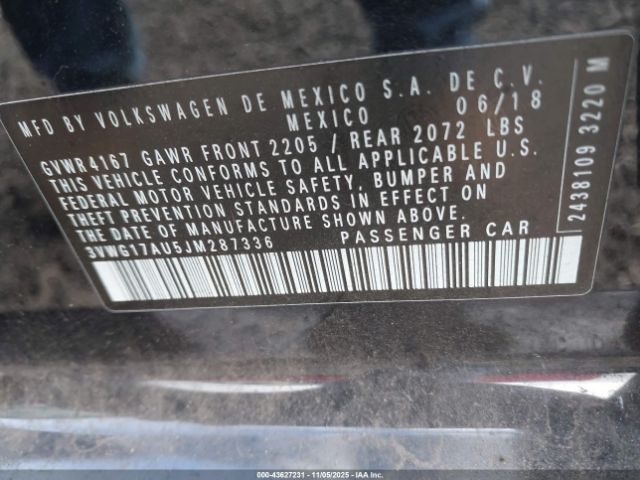 MFD BY VOLKSWAGEN DE MEXICO S.A. DE C.V.
MEXICO 06/18
GVWR4167 GAWR FRONT 2205 / REAR 2072 LBS
THIS VEHICLE CONFORMS TO ALL APPLICABLE U.S.
FEDERAL MOTOR VEHICLE SAFETY, BUMPER AND
THEFT PREVENTION STANDARDS IN EFFECT ON
THE DATE OF MANUFACTURE SHOWN ABOVE.
3VWG17AU5JM287336 PASSENGER CAR
2438109 3220 M
000-43627231 - 11/05/2025 - IAA Inc.